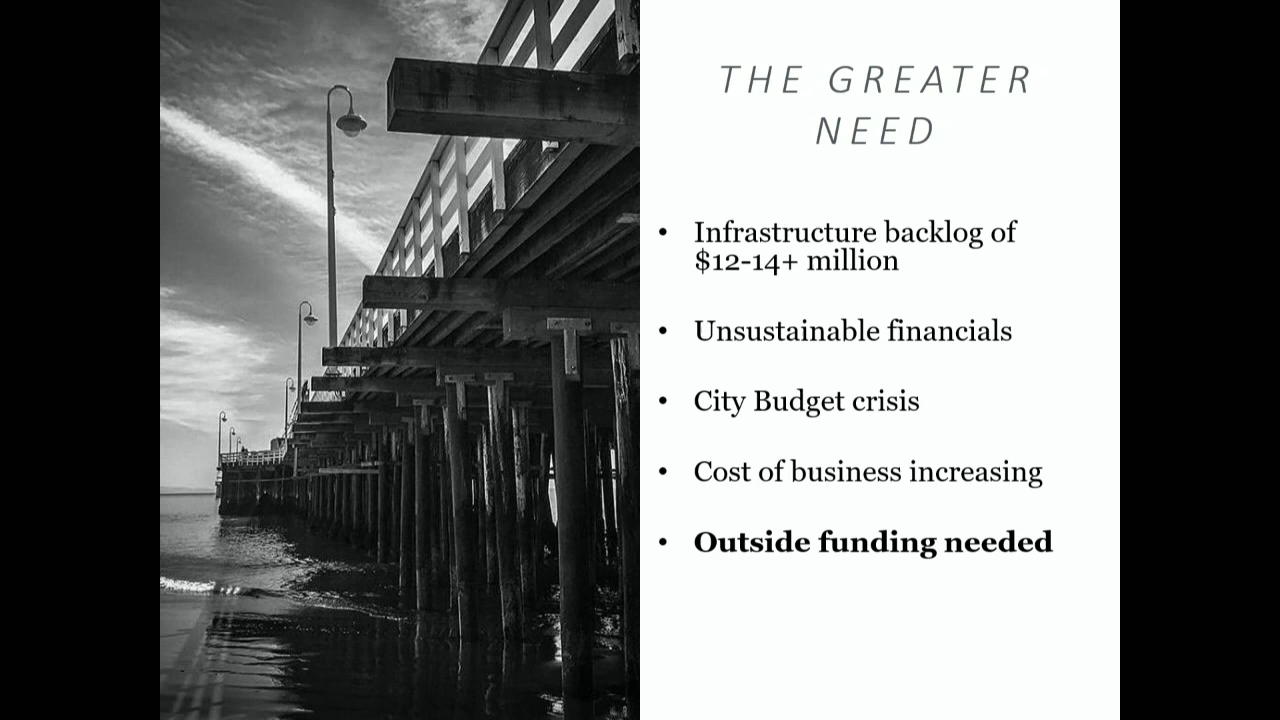 THE GREATER
NEED
• Infrastructure backlog of
$12-14+ million
• Unsustainable financials
• City Budget crisis
• Cost of business increasing
• Outside funding needed